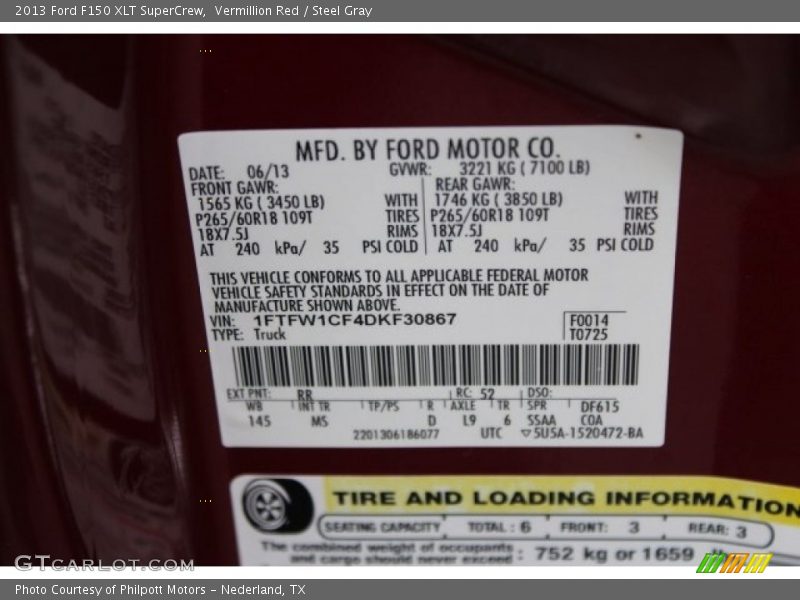 2013 Ford F150 XLT SuperCrew,  Vermillion Red / Steel Gray
MFD. BY FORD MOTOR CO.
DATE: 06/13 GVWR: 3221 KG ( 7100 LB)
FRONT GAWR: REAR GAWR:
1565 KG ( 3450 LB) WITH 1746 KG ( 3850 LB) WITH
P265/60R18 109T TIRES P265/60R18 109T TIRES
18X7.5J RIMS 18X7.5J RIMS
AT 240 kPa/ 35 PSI COLD AT 240 kPa/ 35 PSI COLD
THIS VEHICLE CONFORMS TO ALL APPLICABLE FEDERAL MOTOR
VEHICLE SAFETY STANDARDS IN EFFECT ON THE DATE OF
MANUFACTURE SHOWN ABOVE.
VIN: 1FTFW1CF4DKF30867 F0014
TYPE: Truck T0725
EXT PNT: RR RC: 52 DSO:
WB INT TR TP/PS R AXLE TR SPR DF615
145 MS D L9 6 SSAA COA
2201306186077 UTC ▽5U5A-1520472-BA
TIRE AND LOADING INFORMATION
SEATING CAPACITY TOTAL : 6 FRONT: 3 REAR: 3
The combined weight of occupants
and cargo should never exceed : 752 kg or 1659
GTCARLOT.COM
Photo Courtesy of Philpott Motors - Nederland, TX